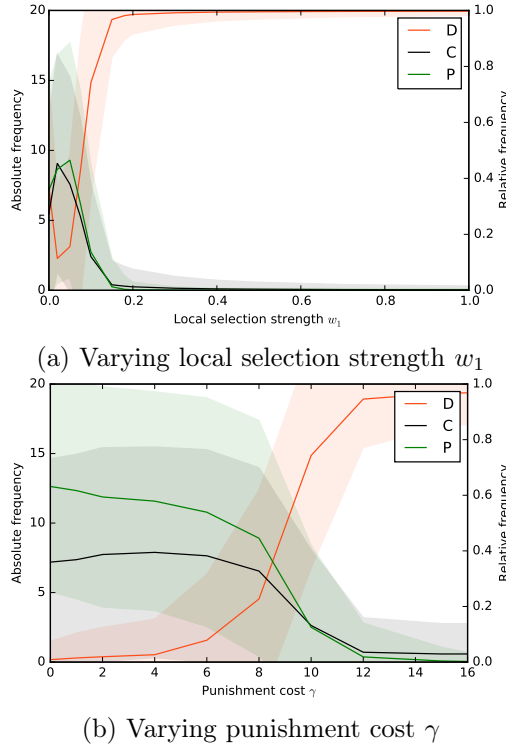 20
15
10
5
0
Absolute frequency
1.0
0.8
0.6
0.4
0.2
0.0
Relative frequency
D
C
P
0.0 0.2 0.4 0.6 0.8 1.0
Local selection strength w₁
(a) Varying local selection strength w₁
20
15
10
5
0
Absolute frequency
1.0
0.8
0.6
0.4
0.2
0.0
Relative frequency
D
C
P
0 2 4 6 8 10 12 14 16
Punishment cost γ
(b) Varying punishment cost γ